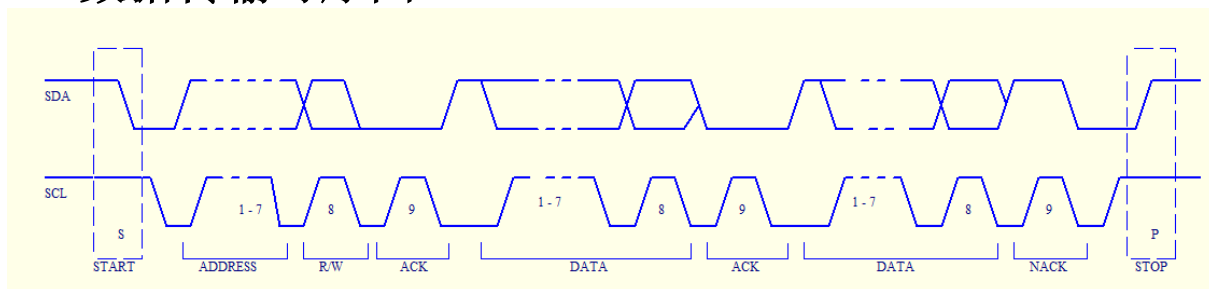 SDA
SCL
1 - 7 8 9 1 - 7 8 9 1 - 7 8 9
S P
START ADDRESS R/W ACK DATA ACK DATA NACK STOP